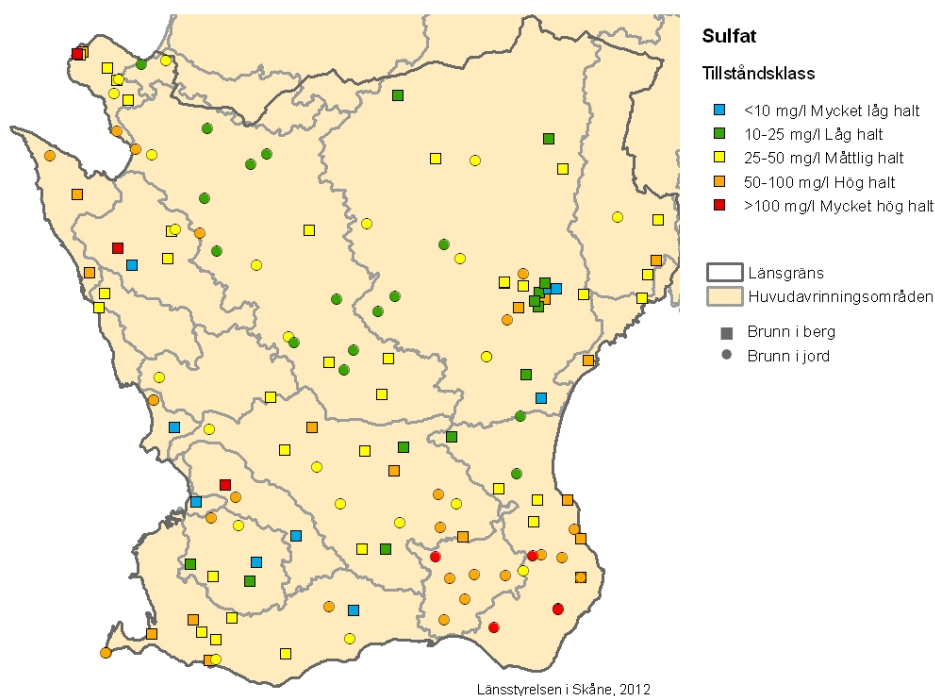 Sulfat
Tillståndsklass
<10 mg/l Mycket låg halt
10-25 mg/l Låg halt
25-50 mg/l Måttlig halt
50-100 mg/l Hög halt
>100 mg/l Mycket hög halt
Länsgräns
Huvudavrinningsområden
Brunn i berg
Brunn i jord
Länsstyrelsen i Skåne, 2012